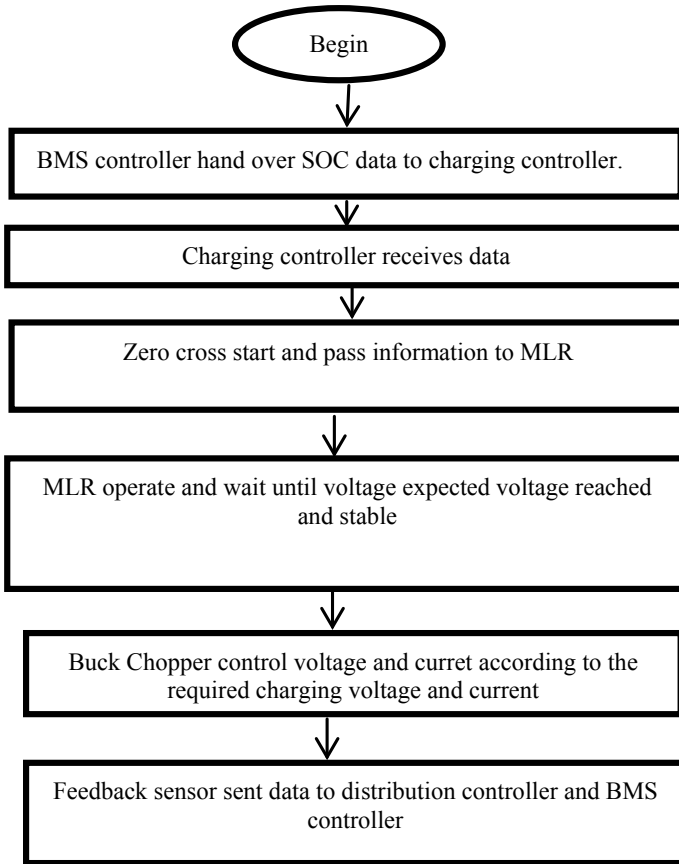 Begin
BMS controller hand over SOC data to charging controller.
Charging controller receives data
Zero cross start and pass information to MLR
MLR operate and wait until voltage expected voltage reached
and stable
Buck Chopper control voltage and curret according to the
required charging voltage and current
Feedback sensor sent data to distribution controller and BMS
controller